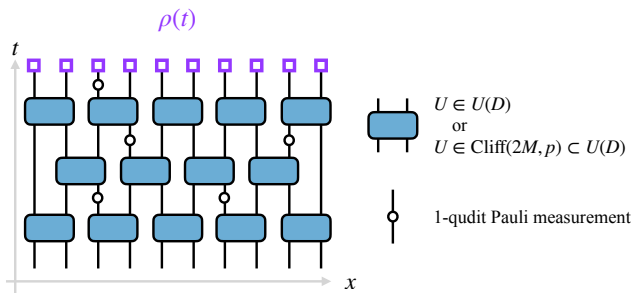 ρ(t)
t
U ∈ U(D)
or
U ∈ Cliff(2M, p) ⊂ U(D)
1-qudit Pauli measurement
x